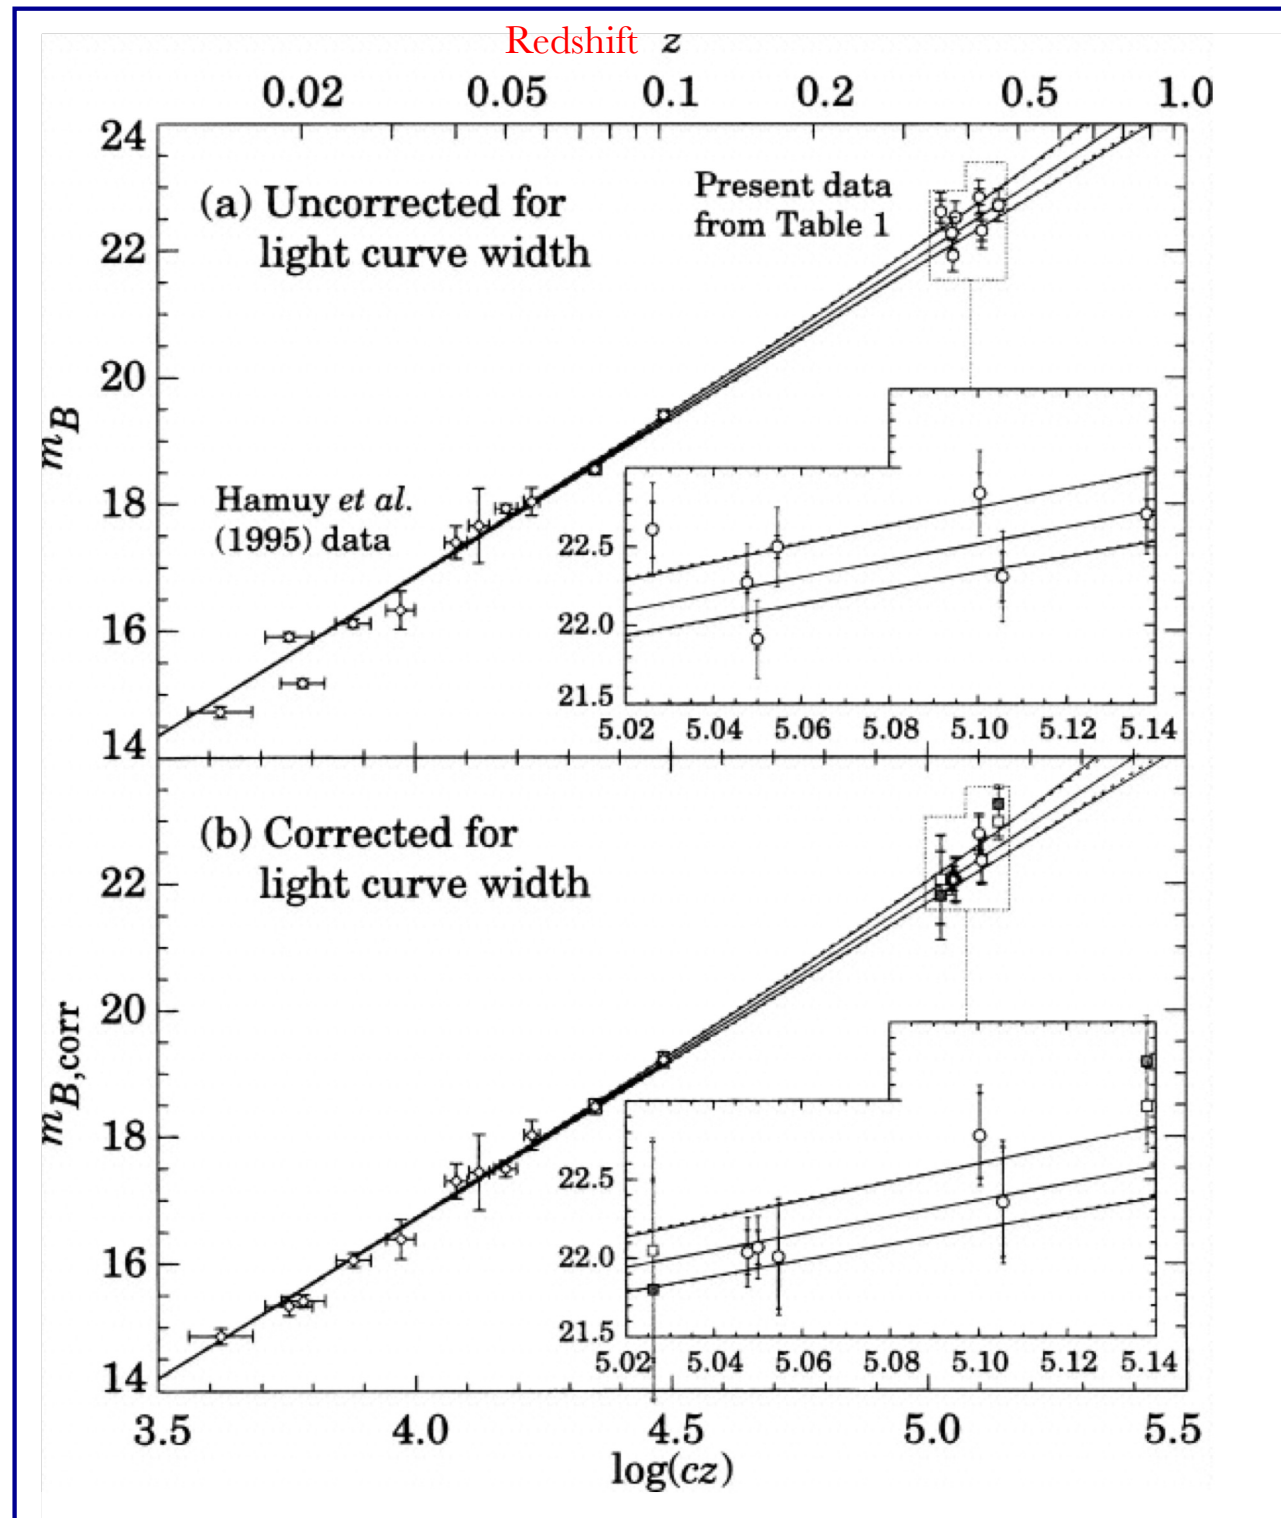 Redshift z
0.02 0.05 0.1 0.2 0.5 1.0
24
(a) Uncorrected for
light curve width
Present data
from Table 1
22
20
m_B
18
Hamuy et al.
(1995) data
16
14
22.5
22.0
21.5
5.02 5.04 5.06 5.08 5.10 5.12 5.14
(b) Corrected for
light curve width
22
20
m_B,corr
18
16
14
22.5
22.0
21.5
5.02 5.04 5.06 5.08 5.10 5.12 5.14
3.5 4.0 4.5 5.0 5.5
log(cz)